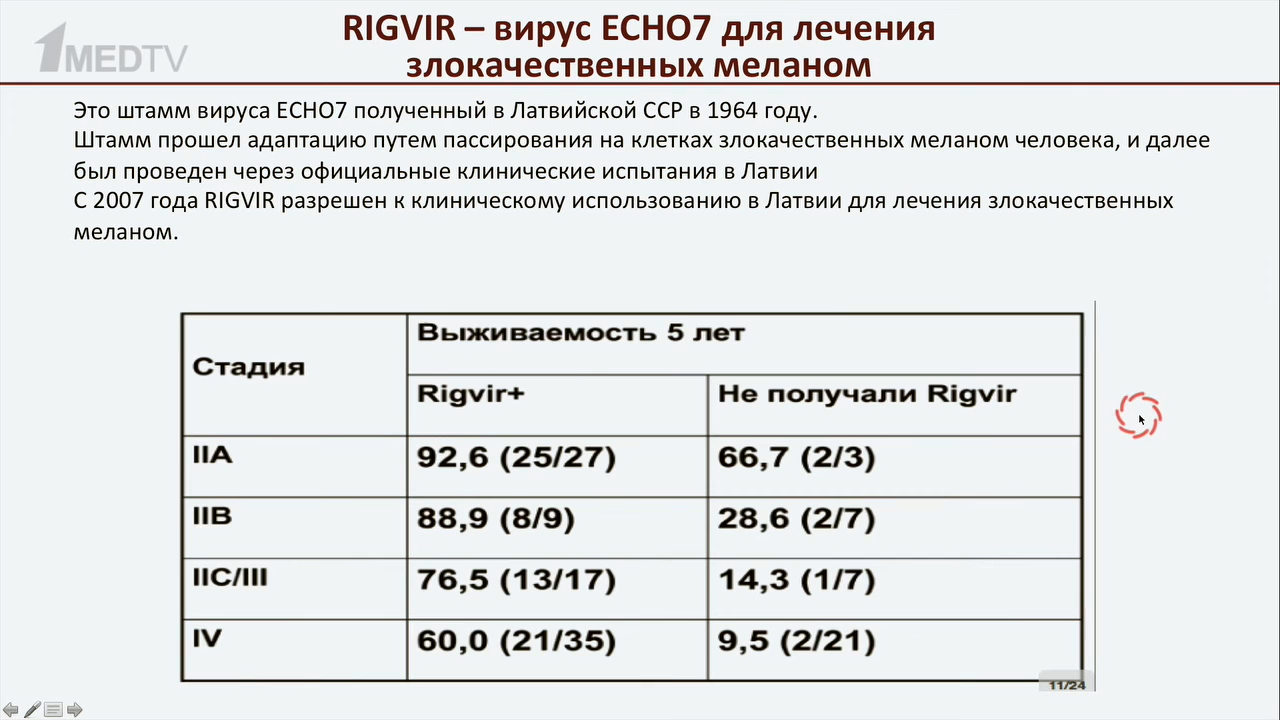 1MEDTV
RIGVIR – вирус ECHO7 для лечения
злокачественных меланом
Это штамм вируса ECHO7 полученный в Латвийской ССР в 1964 году.
Штамм прошел адаптацию путем пассирования на клетках злокачественных меланом человека, и далее
был проведен через официальные клинические испытания в Латвии
С 2007 года RIGVIR разрешен к клиническому использованию в Латвии для лечения злокачественных
меланом.
Стадия
Выживаемость 5 лет
Rigvir+
Не получали Rigvir
IIA
92,6 (25/27)
66,7 (2/3)
IIB
88,9 (8/9)
28,6 (2/7)
IIC/III
76,5 (13/17)
14,3 (1/7)
IV
60,0 (21/35)
9,5 (2/21)
11/24